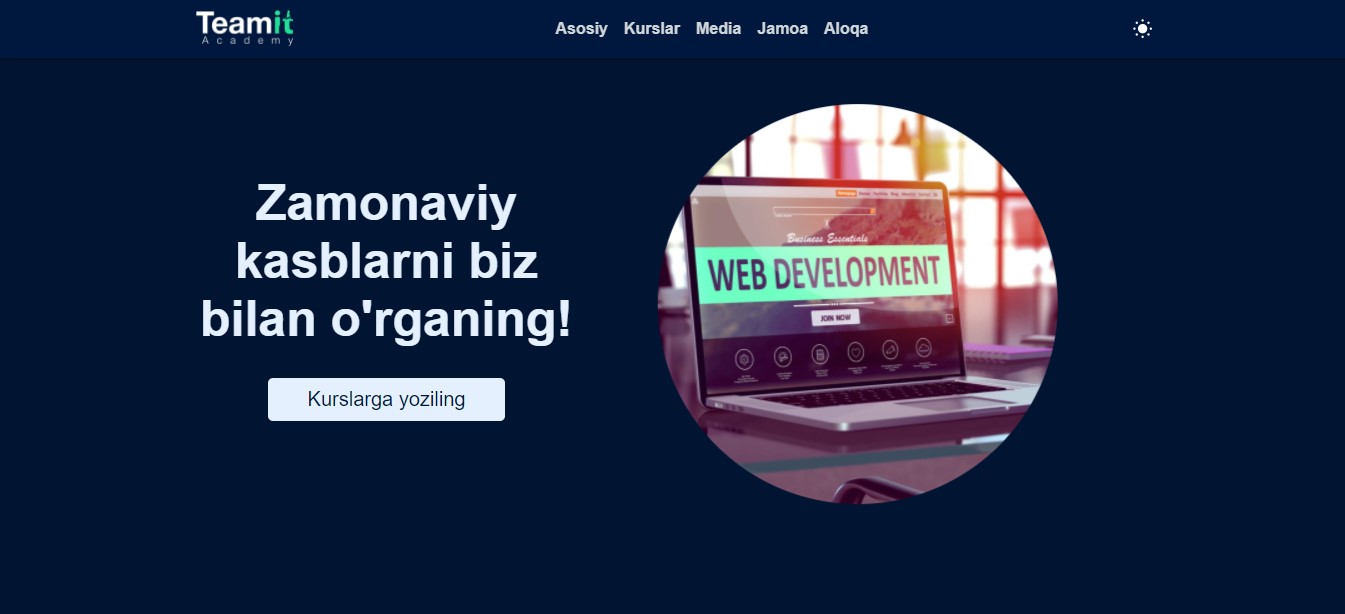 Teamit
Academy
Asosiy Kurslar Media Jamoa Aloqa
Zamonaviy
kasblarni biz
bilan o'rganing!
Kurslarga yoziling
Business Essentials
WEB DEVELOPMENT
JOIN NOW